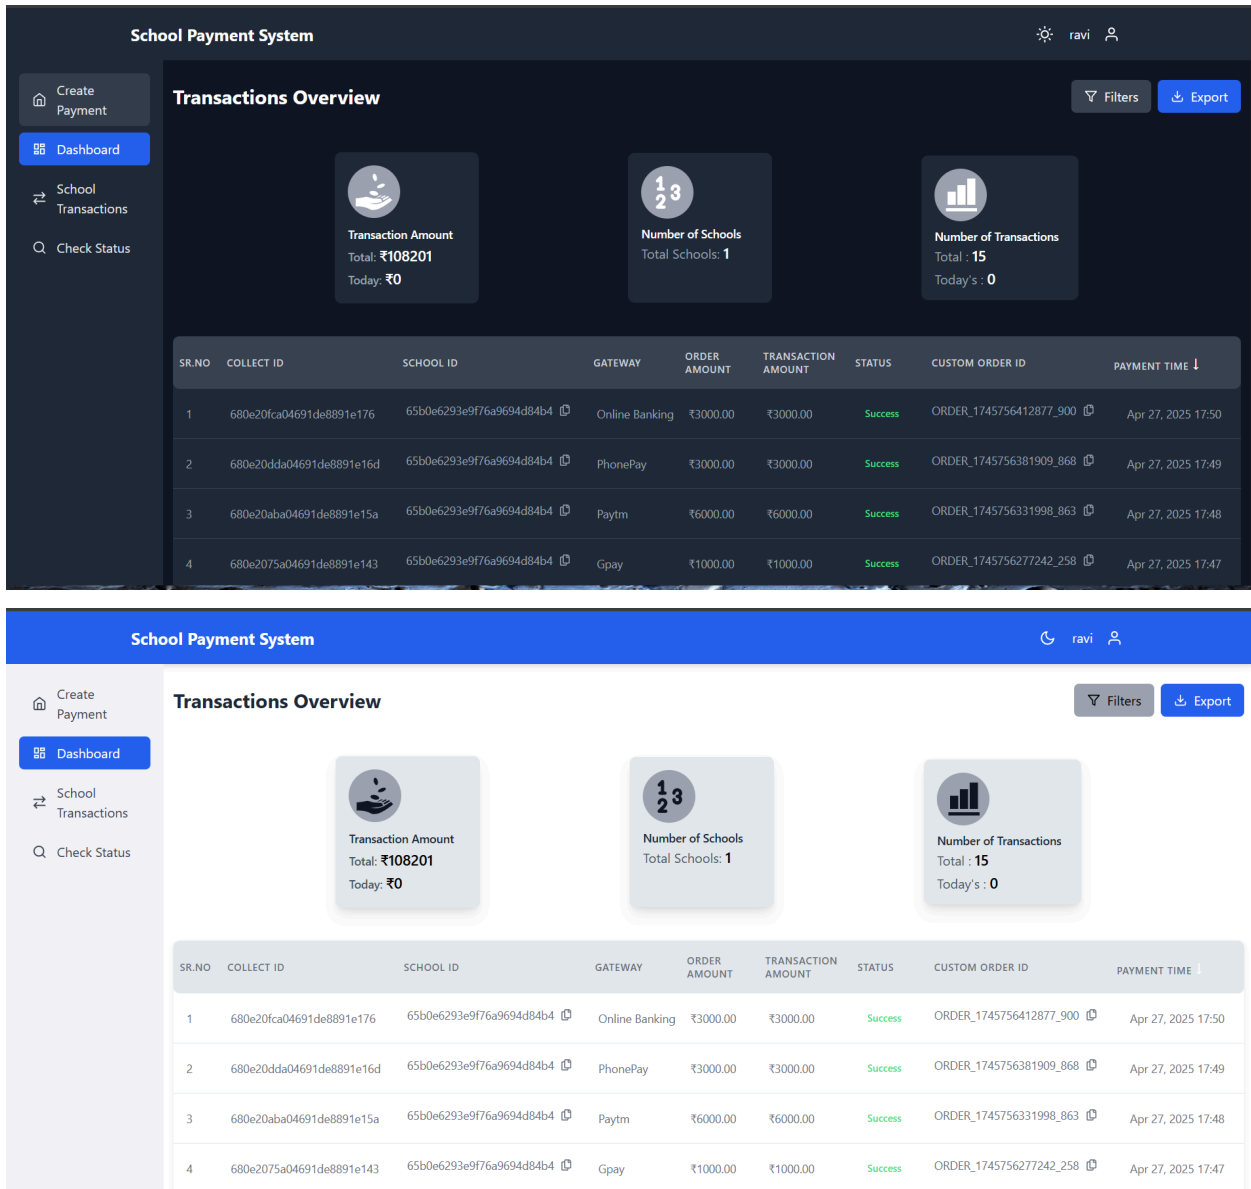 School Payment System
ravi
Create
Payment
Dashboard
School
Transactions
Check Status
Transactions Overview
Filters
Export
Transaction Amount
Total: ₹108201
Today: ₹0
1 2 3
Number of Schools
Total Schools: 1
Number of Transactions
Total : 15
Today's : 0
SR.NO COLLECT ID SCHOOL ID GATEWAY ORDER AMOUNT TRANSACTION AMOUNT STATUS CUSTOM ORDER ID PAYMENT TIME
1 680e20fca04691de8891e176 65b0e6293e9f76a9694d84b4 Online Banking ₹3000.00 ₹3000.00 Success ORDER_1745756412877_900 Apr 27, 2025 17:50
2 680e20dda04691de8891e16d 65b0e6293e9f76a9694d84b4 PhonePay ₹3000.00 ₹3000.00 Success ORDER_1745756381909_868 Apr 27, 2025 17:49
3 680e20aba04691de8891e15a 65b0e6293e9f76a9694d84b4 Paytm ₹6000.00 ₹6000.00 Success ORDER_1745756331998_863 Apr 27, 2025 17:48
4 680e2075a04691de8891e143 65b0e6293e9f76a9694d84b4 Gpay ₹1000.00 ₹1000.00 Success ORDER_1745756277242_258 Apr 27, 2025 17:47
School Payment System
ravi
Create
Payment
Dashboard
School
Transactions
Check Status
Transactions Overview
Filters
Export
Transaction Amount
Total: ₹108201
Today: ₹0
1 2 3
Number of Schools
Total Schools: 1
Number of Transactions
Total : 15
Today's : 0
SR.NO COLLECT ID SCHOOL ID GATEWAY ORDER AMOUNT TRANSACTION AMOUNT STATUS CUSTOM ORDER ID PAYMENT TIME
1 680e20fca04691de8891e176 65b0e6293e9f76a9694d84b4 Online Banking ₹3000.00 ₹3000.00 Success ORDER_1745756412877_900 Apr 27, 2025 17:50
2 680e20dda04691de8891e16d 65b0e6293e9f76a9694d84b4 PhonePay ₹3000.00 ₹3000.00 Success ORDER_1745756381909_868 Apr 27, 2025 17:49
3 680e20aba04691de8891e15a 65b0e6293e9f76a9694d84b4 Paytm ₹6000.00 ₹6000.00 Success ORDER_1745756331998_863 Apr 27, 2025 17:48
4 680e2075a04691de8891e143 65b0e6293e9f76a9694d84b4 Gpay ₹1000.00 ₹1000.00 Success ORDER_1745756277242_258 Apr 27, 2025 17:47